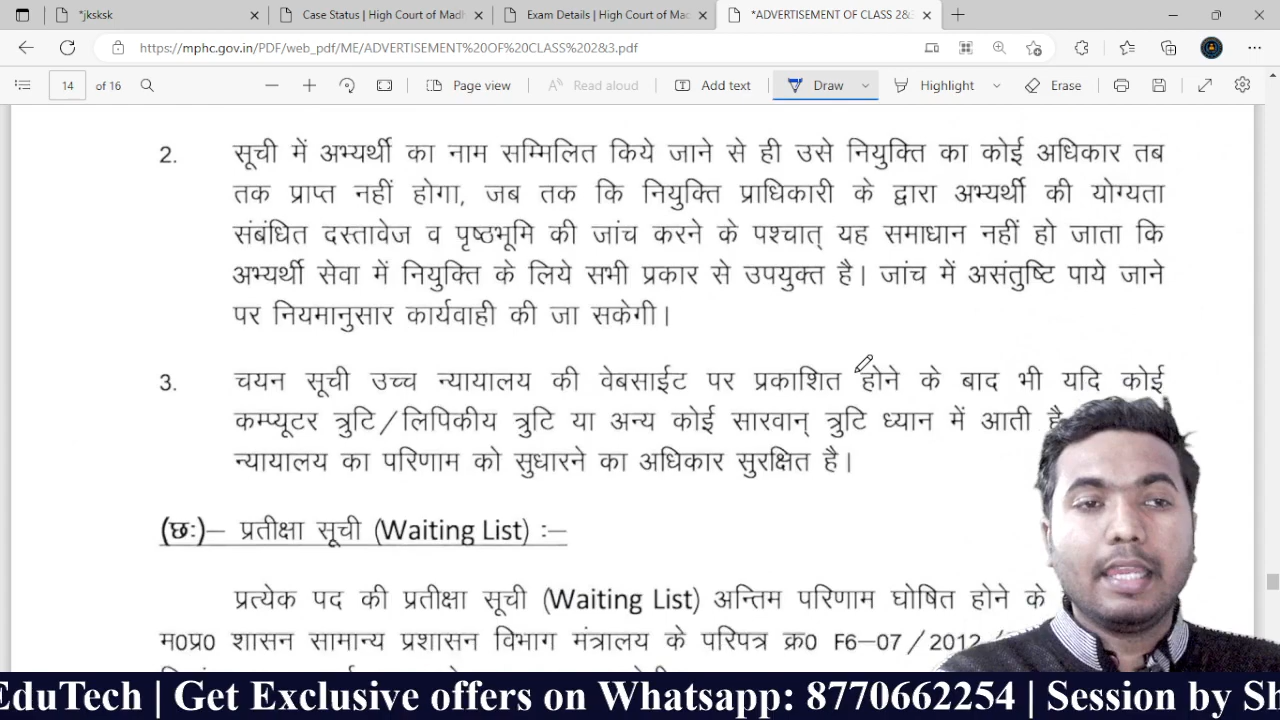 *jksksk
Case Status | High Court of Madh
Exam Details | High Court of Mac
*ADVERTISEMENT OF CLASS 2&3
https://mphc.gov.in/PDF/web_pdf/ME/ADVERTISEMENT%20OF%20CLASS%202&3.pdf
14 of 16
Page view
Read aloud
Add text
Draw
Highlight
Erase
2. सूची में अभ्यर्थी का नाम सम्मिलित किये जाने से ही उसे नियुक्ति का कोई अधिकार तब
तक प्राप्त नहीं होगा, जब तक कि नियुक्ति प्राधिकारी के द्वारा अभ्यर्थी की योग्यता
संबंधित दस्तावेज व पृष्ठभूमि की जांच करने के पश्चात् यह समाधान नहीं हो जाता कि
अभ्यर्थी सेवा में नियुक्ति के लिये सभी प्रकार से उपयुक्त है। जांच में असंतुष्टि पाये जाने
पर नियमानुसार कार्यवाही की जा सकेगी।
3. चयन सूची उच्च न्यायालय की वेबसाईट पर प्रकाशित होने के बाद भी यदि कोई
कम्प्यूटर त्रुटि/लिपिकीय त्रुटि या अन्य कोई सारवान् त्रुटि ध्यान में आती है
न्यायालय का परिणाम को सुधारने का अधिकार सुरक्षित है।
(छः)– प्रतीक्षा सूची (Waiting List) :–
प्रत्येक पद की प्रतीक्षा सूची (Waiting List) अन्तिम परिणाम घोषित होने के
म0प्र0 शासन सामान्य प्रशासन विभाग मंत्रालय के परिपत्र क्र0 F6–07/2012
EduTech | Get Exclusive offers on Whatsapp: 8770662254 | Session by Sh